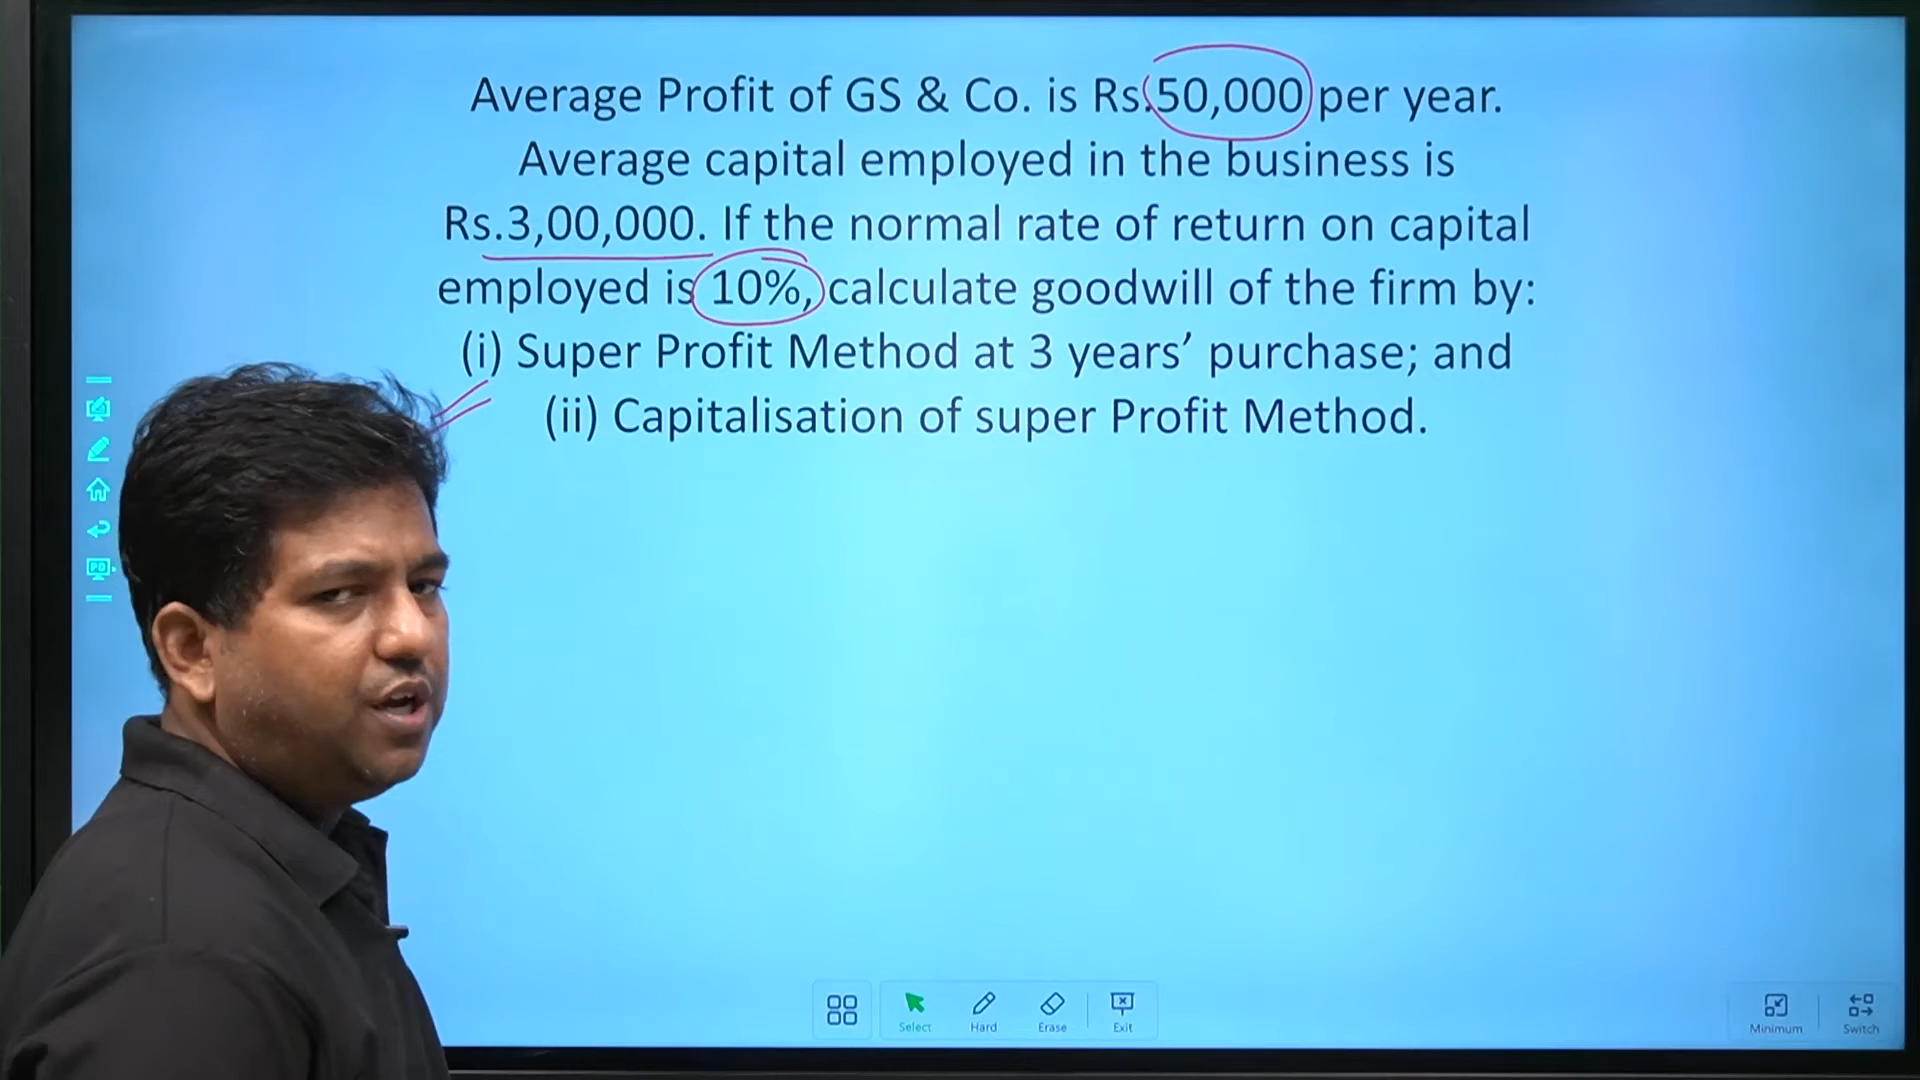 Average Profit of GS & Co. is Rs.50,000 per year.
Average capital employed in the business is
Rs.3,00,000. If the normal rate of return on capital
employed is 10%, calculate goodwill of the firm by:
(i) Super Profit Method at 3 years’ purchase; and
(ii) Capitalisation of super Profit Method.
PD
Select
Hard
Erase
Exit
Minimum
Switch